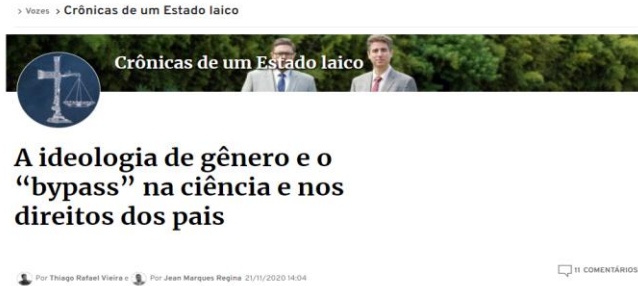 > Vozes > Crônicas de um Estado laico
Crônicas de um Estado laico
A ideologia de gênero e o
“bypass” na ciência e nos
direitos dos pais
Por Thiago Rafael Vieira e Por Jean Marques Regina 21/11/2020 14:04
11 COMENTÁRIOS